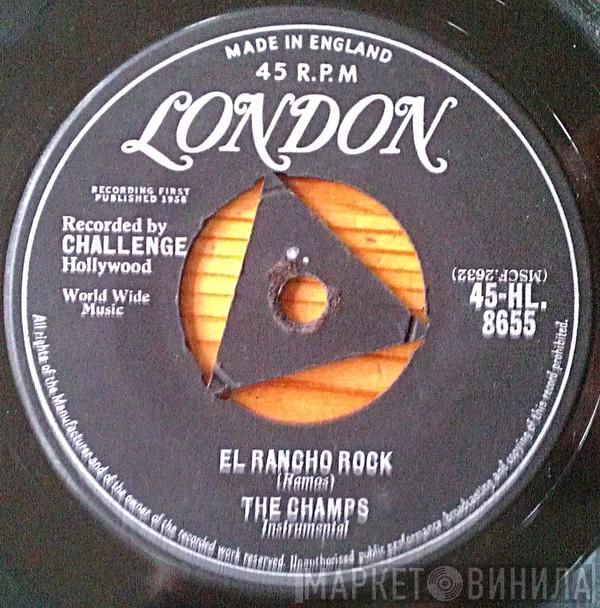 MADE IN ENGLAND
45 R.P.M
LONDON
RECORDING FIRST
PUBLISHED 1958
Recorded by
CHALLENGE
Hollywood
World Wide
Music
(MSCF.2632)
45-HL.
8655
EL RANCHO ROCK
(Ramos)
THE CHAMPS
Instrumental
All rights of the Manufacturer and of the owner of the recorded work reserved. Unauthorised public performance broadcasting and copying of this record prohibited.
МАРКЕТ ВИНИЛА